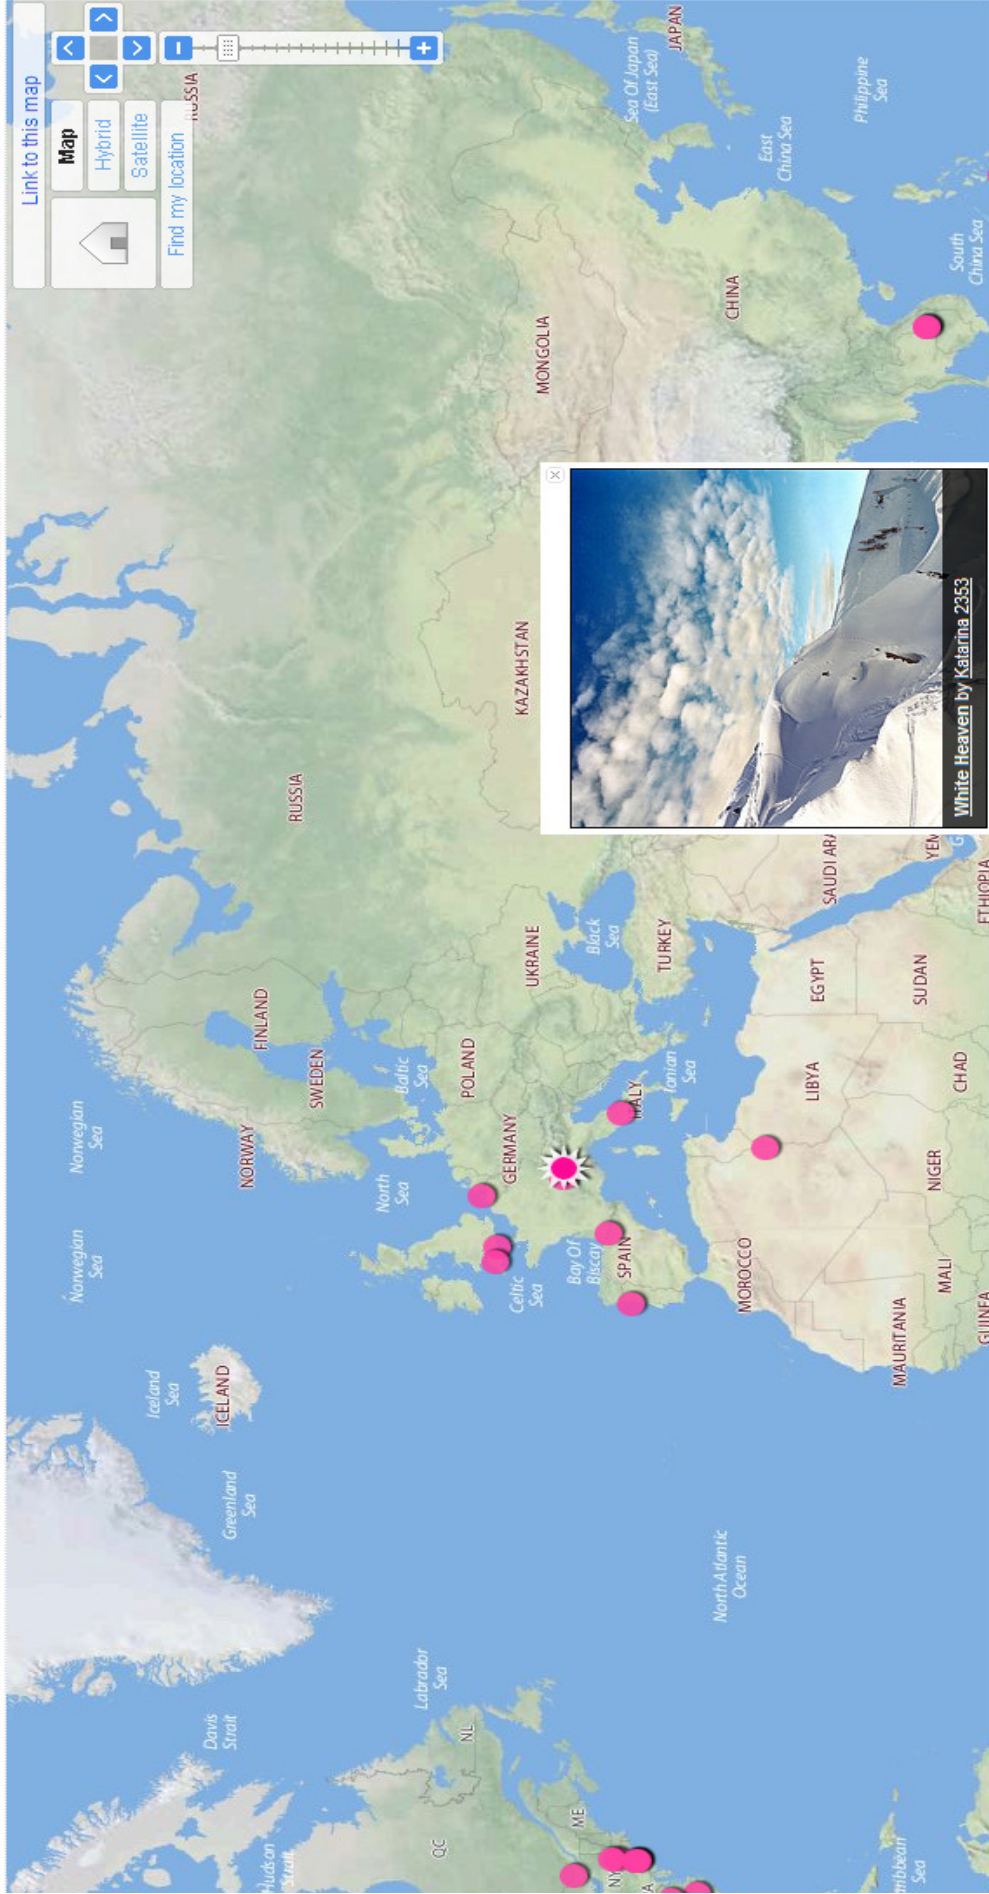 Link to this map
Map
Hybrid
Satellite
Find my location
RUSSIA
Norwegian
Sea
Norwegian
Sea
Iceland
Sea
ICELAND
Greenland
Sea
Davis
Strait
Hudson
Strait
Labrador
Sea
NL
QC
ME
NY
North Atlantic
Ocean
NORWAY
SWEDEN
FINLAND
RUSSIA
North
Sea
Baltic
Sea
POLAND
GERMANY
Celtic
Sea
Bay Of
Biscay
SPAIN
ITALY
Ionian
Sea
UKRAINE
Black
Sea
TURKEY
KAZAKHSTAN
MONGOLIA
CHINA
Sea Of Japan
(East Sea)
JAPAN
East
China Sea
Philippine
Sea
South
China Sea
MOROCCO
LIBYA
EGYPT
SAUDI ARA
YEM
MAURITANIA
MALI
NIGER
CHAD
SUDAN
ETHIOPIA
GUINEA
Sea
White Heaven by Katarina 2353